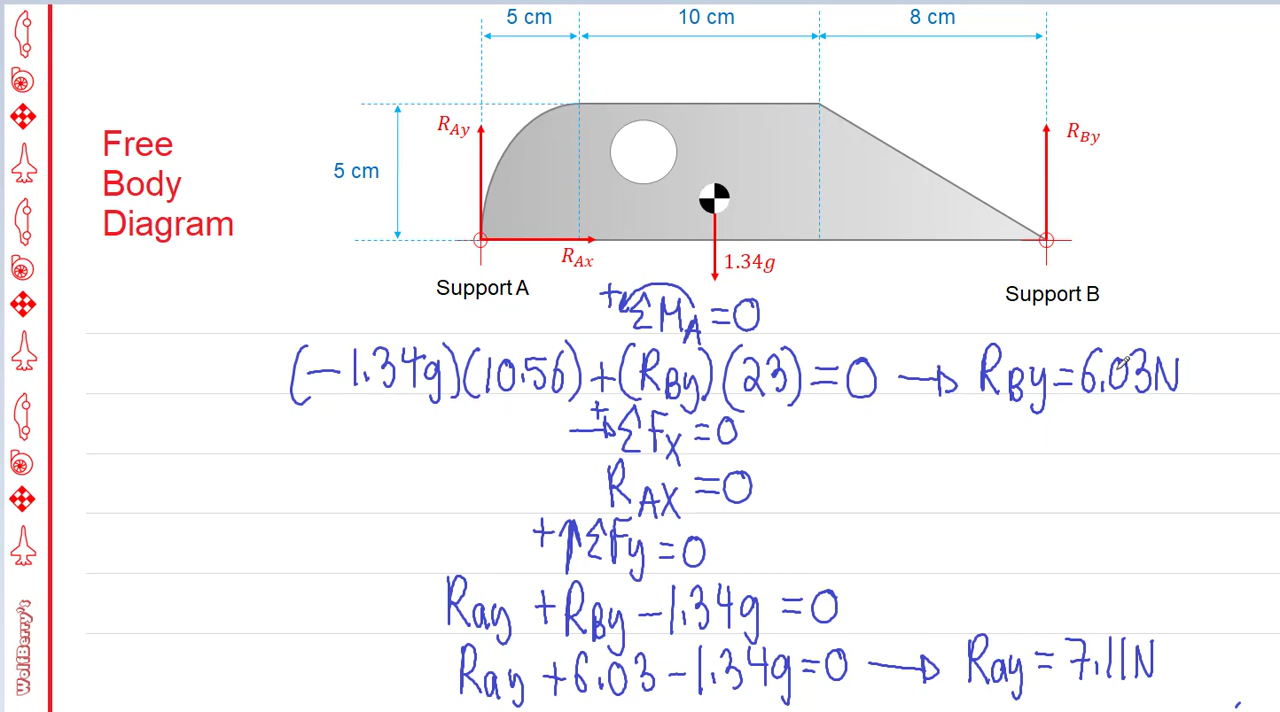 5 cm 10 cm 8 cm
Free
Body
Diagram
5 cm
R_Ay
R_By
R_Ax
1.34g
Support A
Support B
+ ΣM_A = 0
(-1.34g)(10.56) + (R_By)(23) = 0 → R_By = 6.03N
+→ ΣF_X = 0
R_AX = 0
+↑ΣFy = 0
Ray + R_By - 1.34g = 0
Ray + 6.03 - 1.34g = 0 → Ray = 7.11N